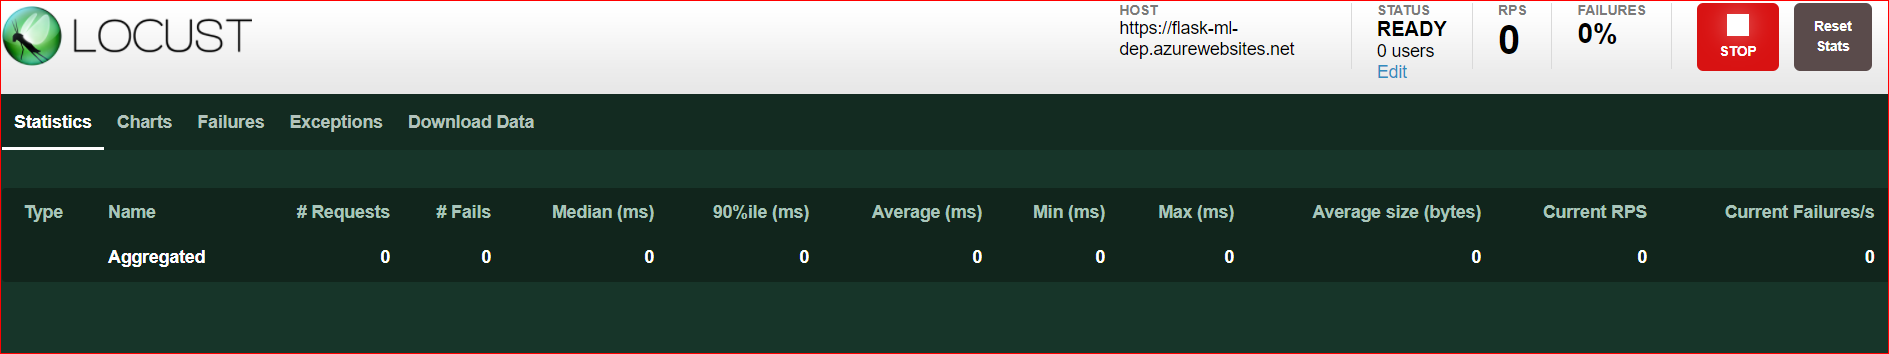 LOCUST
HOST
https://flask-ml-
dep.azurewebsites.net
STATUS
READY
0 users
Edit
RPS
0
FAILURES
0%
STOP
Reset
Stats
Statistics Charts Failures Exceptions Download Data
Type Name # Requests # Fails Median (ms) 90%ile (ms) Average (ms) Min (ms) Max (ms) Average size (bytes) Current RPS Current Failures/s
Aggregated 0 0 0 0 0 0 0 0 0 0